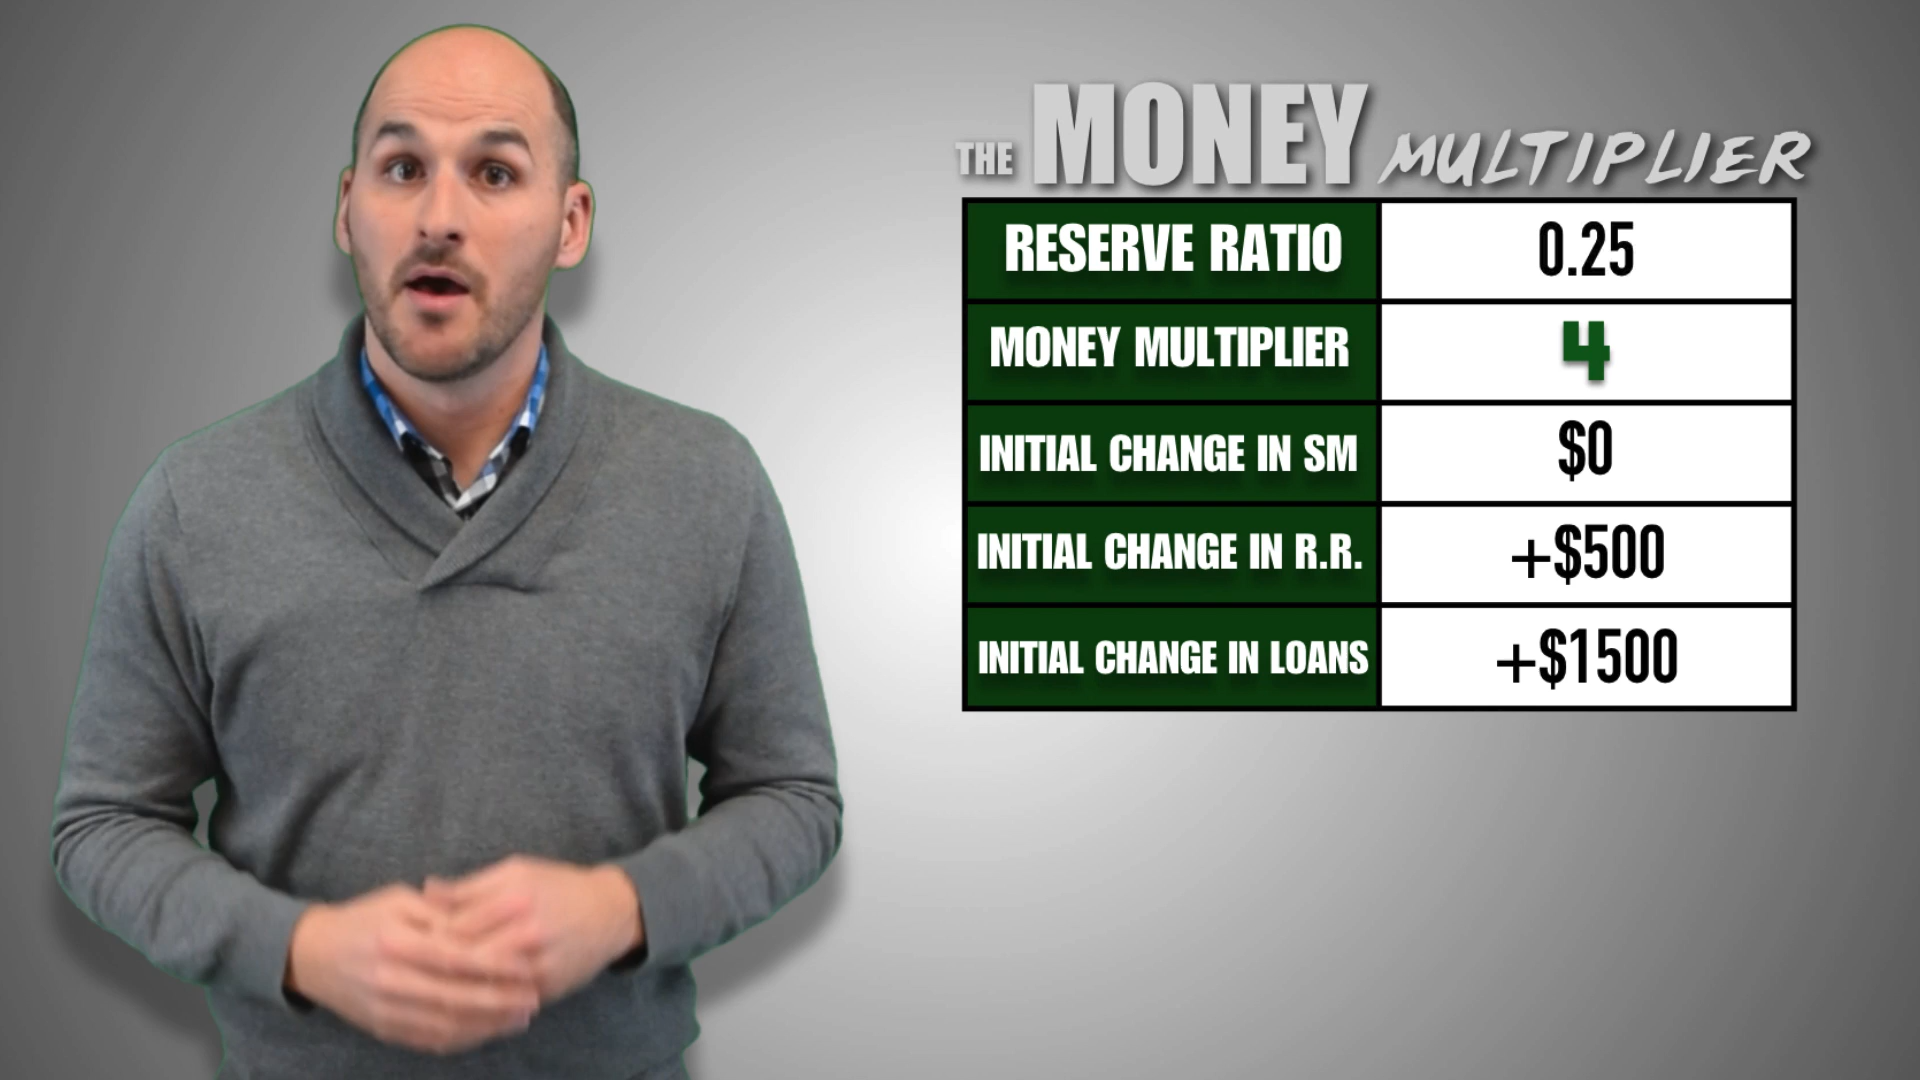 THE MONEY MULTIPLIER
RESERVE RATIO 0.25
MONEY MULTIPLIER 4
INITIAL CHANGE IN SM $0
INITIAL CHANGE IN R.R. +$500
INITIAL CHANGE IN LOANS +$1500